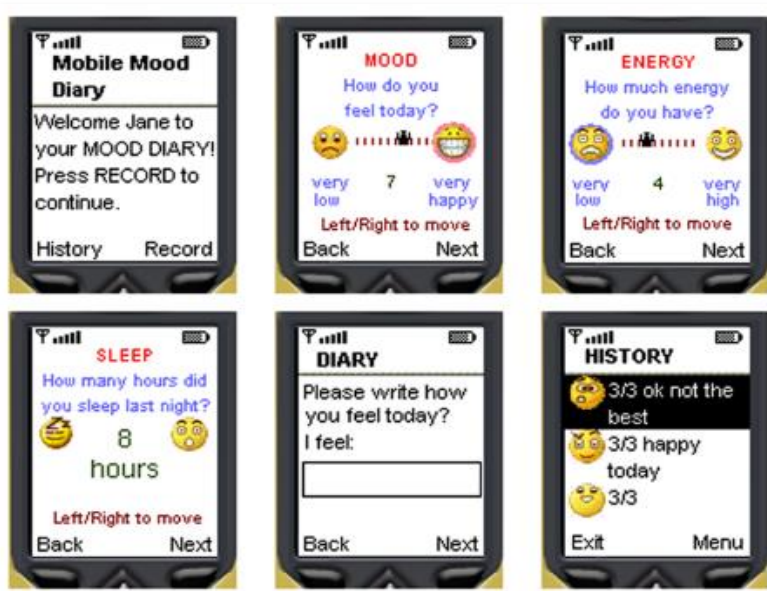 Mobile Mood
Diary
Welcome Jane to
your MOOD DIARY!
Press RECORD to
continue.
History Record
MOOD
How do you
feel today?
very 7 very
low happy
Left/Right to move
Back Next
ENERGY
How much energy
do you have?
very 4 very
low high
Left/Right to move
Back Next
SLEEP
How many hours did
you sleep last night?
zz
8
hours
Left/Right to move
Back Next
DIARY
Please write how
you feel today?
I feel:
Back Next
HISTORY
3/3 ok not the
best
3/3 happy
today
3/3
Exit Menu